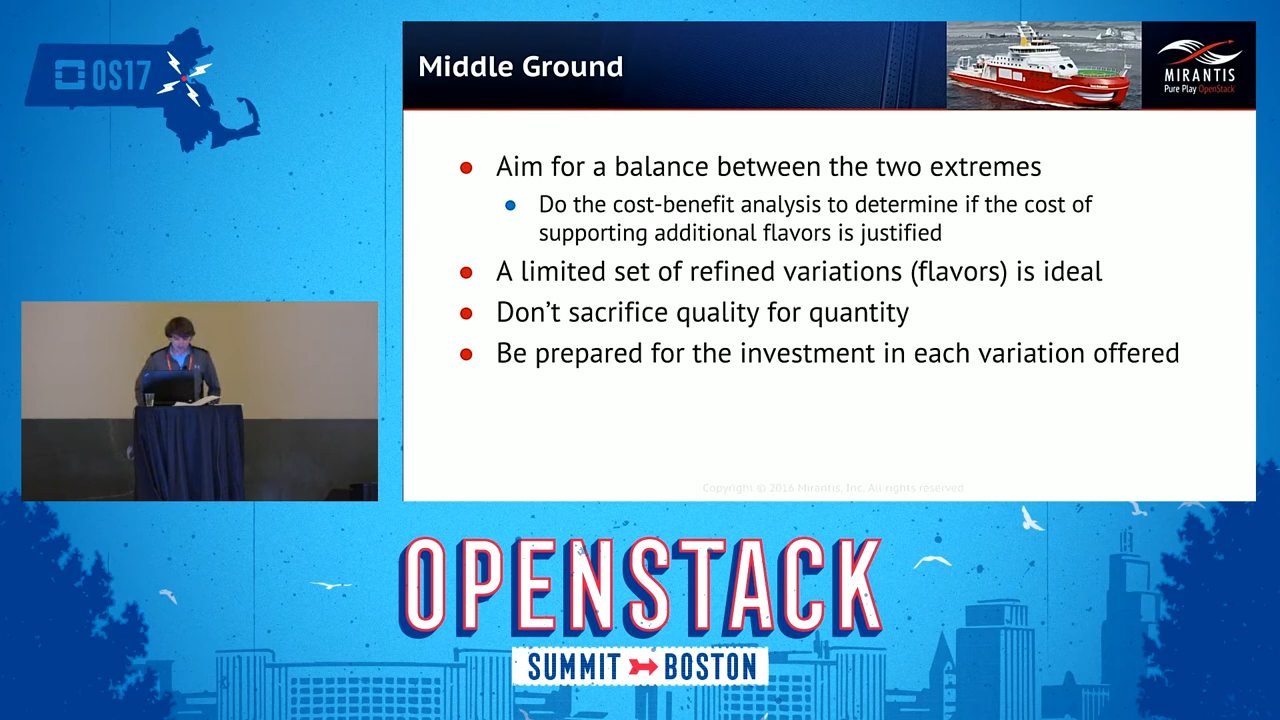 OS17
Middle Ground
MIRANTIS
Pure Play OpenStack
Aim for a balance between the two extremes
Do the cost-benefit analysis to determine if the cost of
supporting additional flavors is justified
A limited set of refined variations (flavors) is ideal
Don’t sacrifice quality for quantity
Be prepared for the investment in each variation offered
Copyright © 2016 Mirantis, Inc. All rights reserved
OPENSTACK
SUMMIT BOSTON